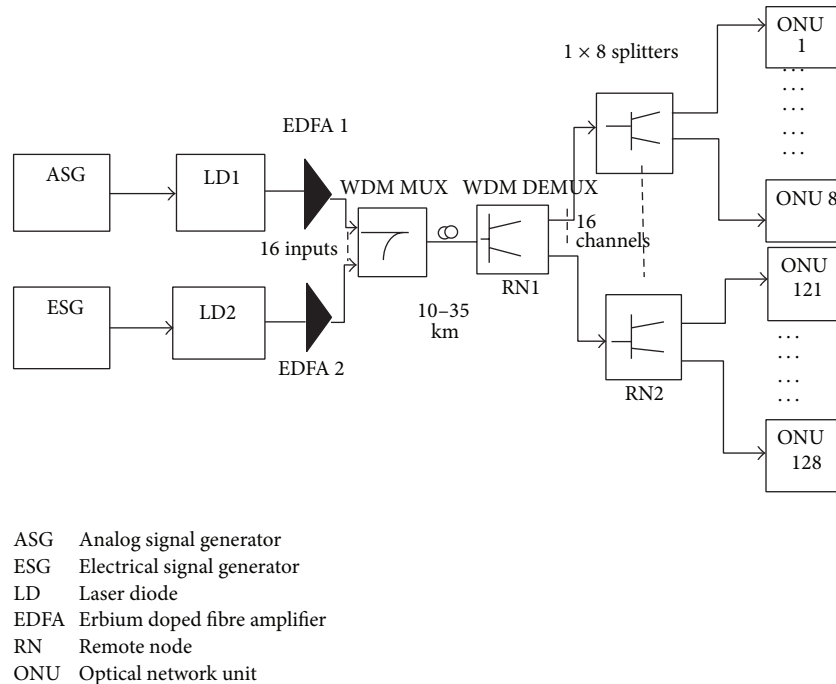 ONU
1
1 × 8 splitters
EDFA 1
ASG
LD1
WDM MUX
WDM DEMUX
ONU 8
16 inputs
16
channels
RN1
ONU
121
ESG
LD2
10–35
km
EDFA 2
RN2
ONU
128
ASG Analog signal generator
ESG Electrical signal generator
LD Laser diode
EDFA Erbium doped fibre amplifier
RN Remote node
ONU Optical network unit